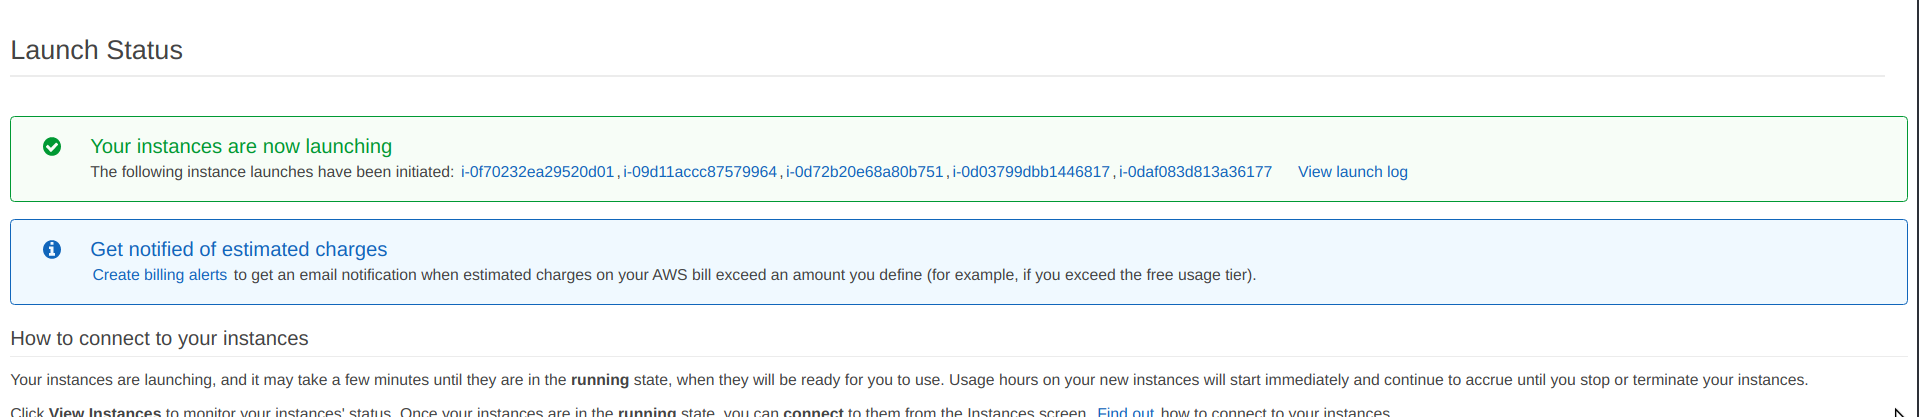 Launch Status
Your instances are now launching
The following instance launches have been initiated: i-0f70232ea29520d01 , i-09d11accc87579964 , i-0d72b20e68a80b751 , i-0d03799dbb1446817 , i-0daf083d813a36177 View launch log
Get notified of estimated charges
Create billing alerts to get an email notification when estimated charges on your AWS bill exceed an amount you define (for example, if you exceed the free usage tier).
How to connect to your instances
Your instances are launching, and it may take a few minutes until they are in the running state, when they will be ready for you to use. Usage hours on your new instances will start immediately and continue to accrue until you stop or terminate your instances.
Click View Instances to monitor your instances' status. Once your instances are in the running state, you can connect to them from the Instances screen. Find out how to connect to your instances.